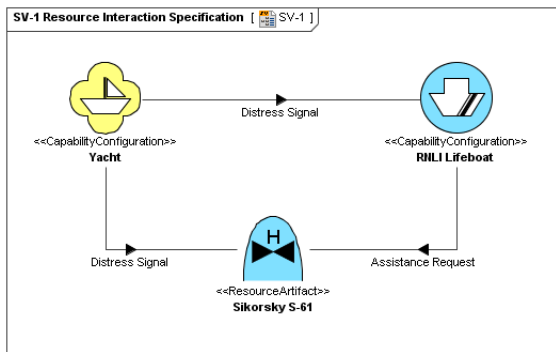 SV-1 Resource Interaction Specification [ SV-1 ]
Distress Signal
<<CapabilityConfiguration>>
Yacht
<<CapabilityConfiguration>>
RNLI Lifeboat
H
Distress Signal
Assistance Request
<<ResourceArtifact>>
Sikorsky S-61